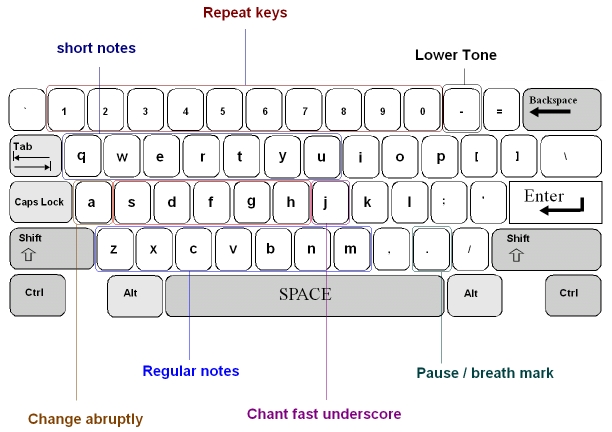 Repeat keys
short notes
Lower Tone
` 1 2 3 4 5 6 7 8 9 0 - = Backspace
Tab q w e r t y u i o p [ ] \
Caps Lock a s d f g h j k l ; ' Enter
Shift z x c v b n m , . / Shift
Ctrl Alt SPACE Alt Ctrl
Regular notes
Pause / breath mark
Change abruptly
Chant fast underscore